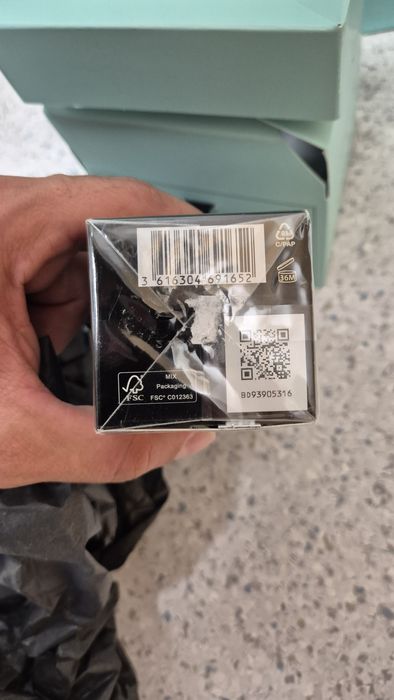 3 616304 691652
C/PAP
36M
MIX
Packaging
FSC
FSC® C012363
BD93905316